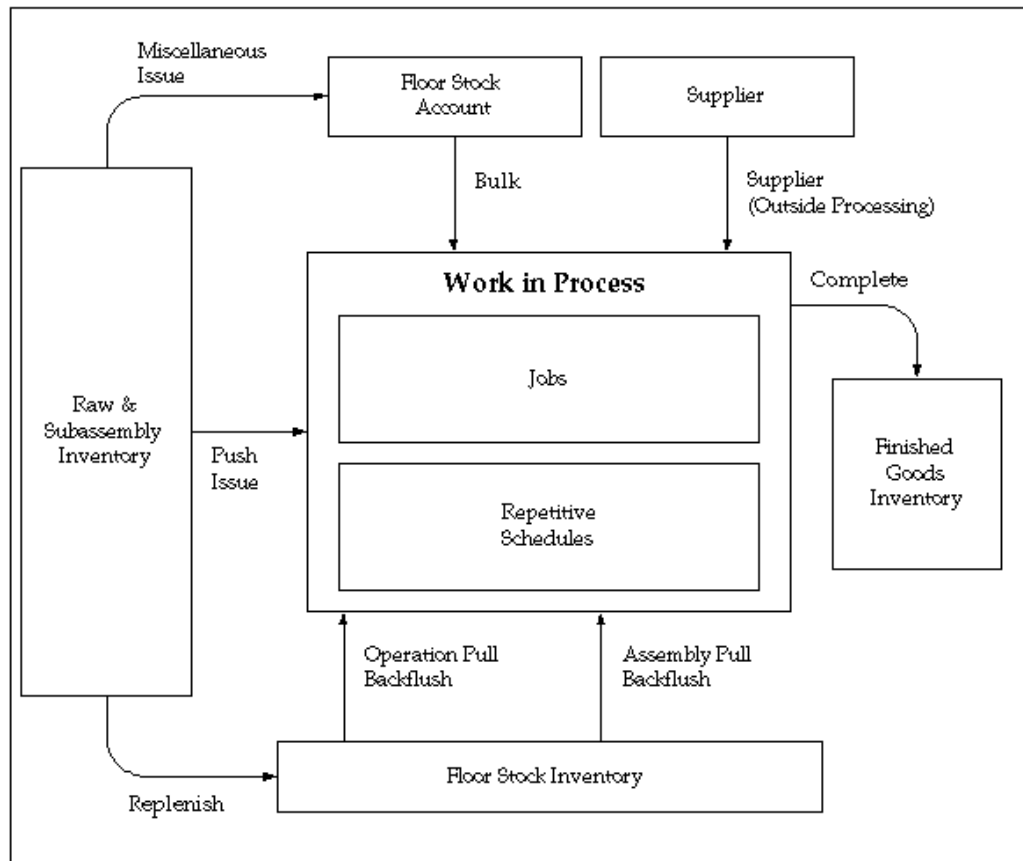 Miscellaneous
Issue
Floor Stock
Account
Supplier
Bulk
Supplier
(Outside Processing)
Work in Process
Complete
Jobs
Raw &
Subassembly
Inventory
Push
Issue
Finished
Goods
Inventory
Repetitive
Schedules
Operation Pull
Backflush
Assembly Pull
Backflush
Floor Stock Inventory
Replenish